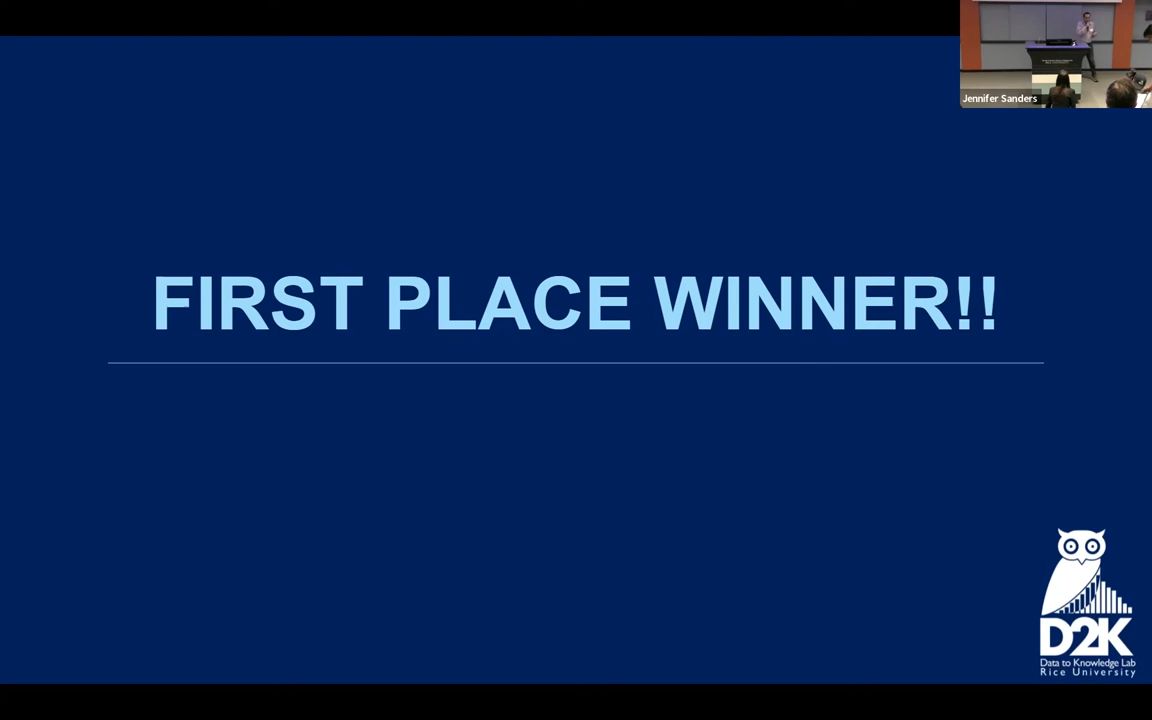 Jennifer Sanders
FIRST PLACE WINNER!!
D2K
Data to Knowledge Lab
Rice University